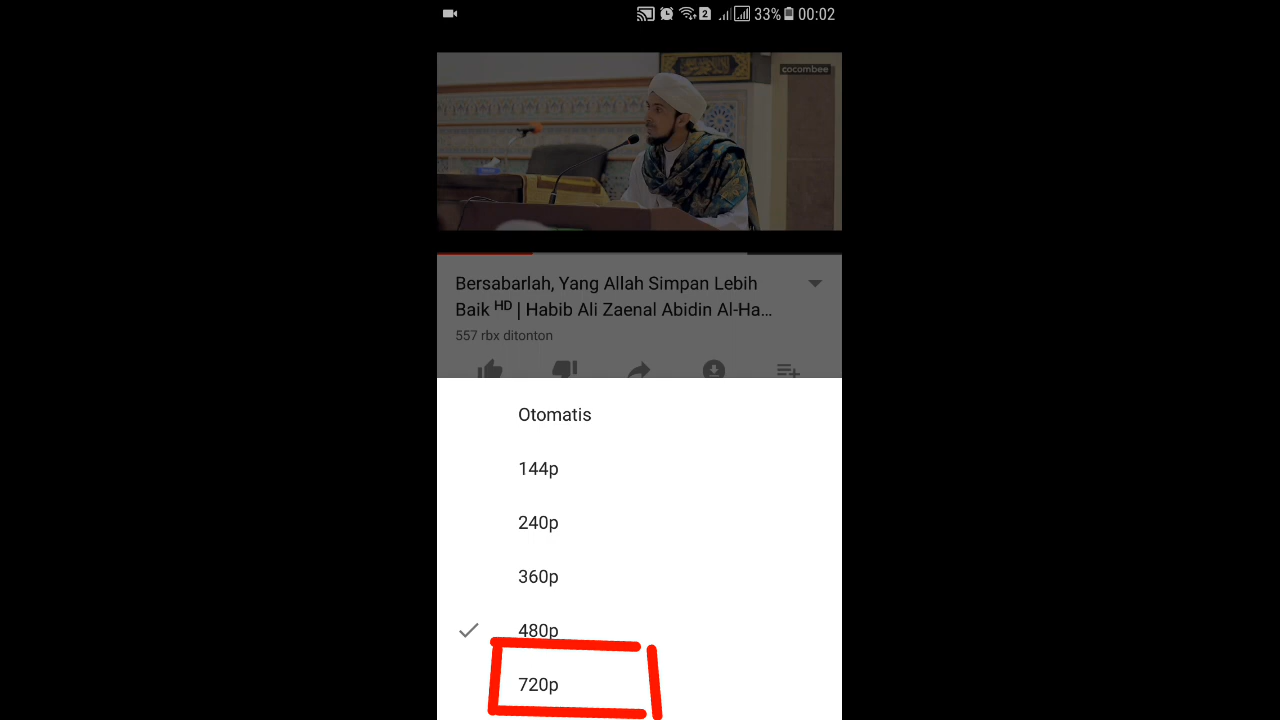 2 33% 00:02
cocombee
Bersabarlah, Yang Allah Simpan Lebih
Baik HD | Habib Ali Zaenal Abidin Al-Ha...
557 rbx ditonton
Otomatis
144p
240p
360p
480p
720p